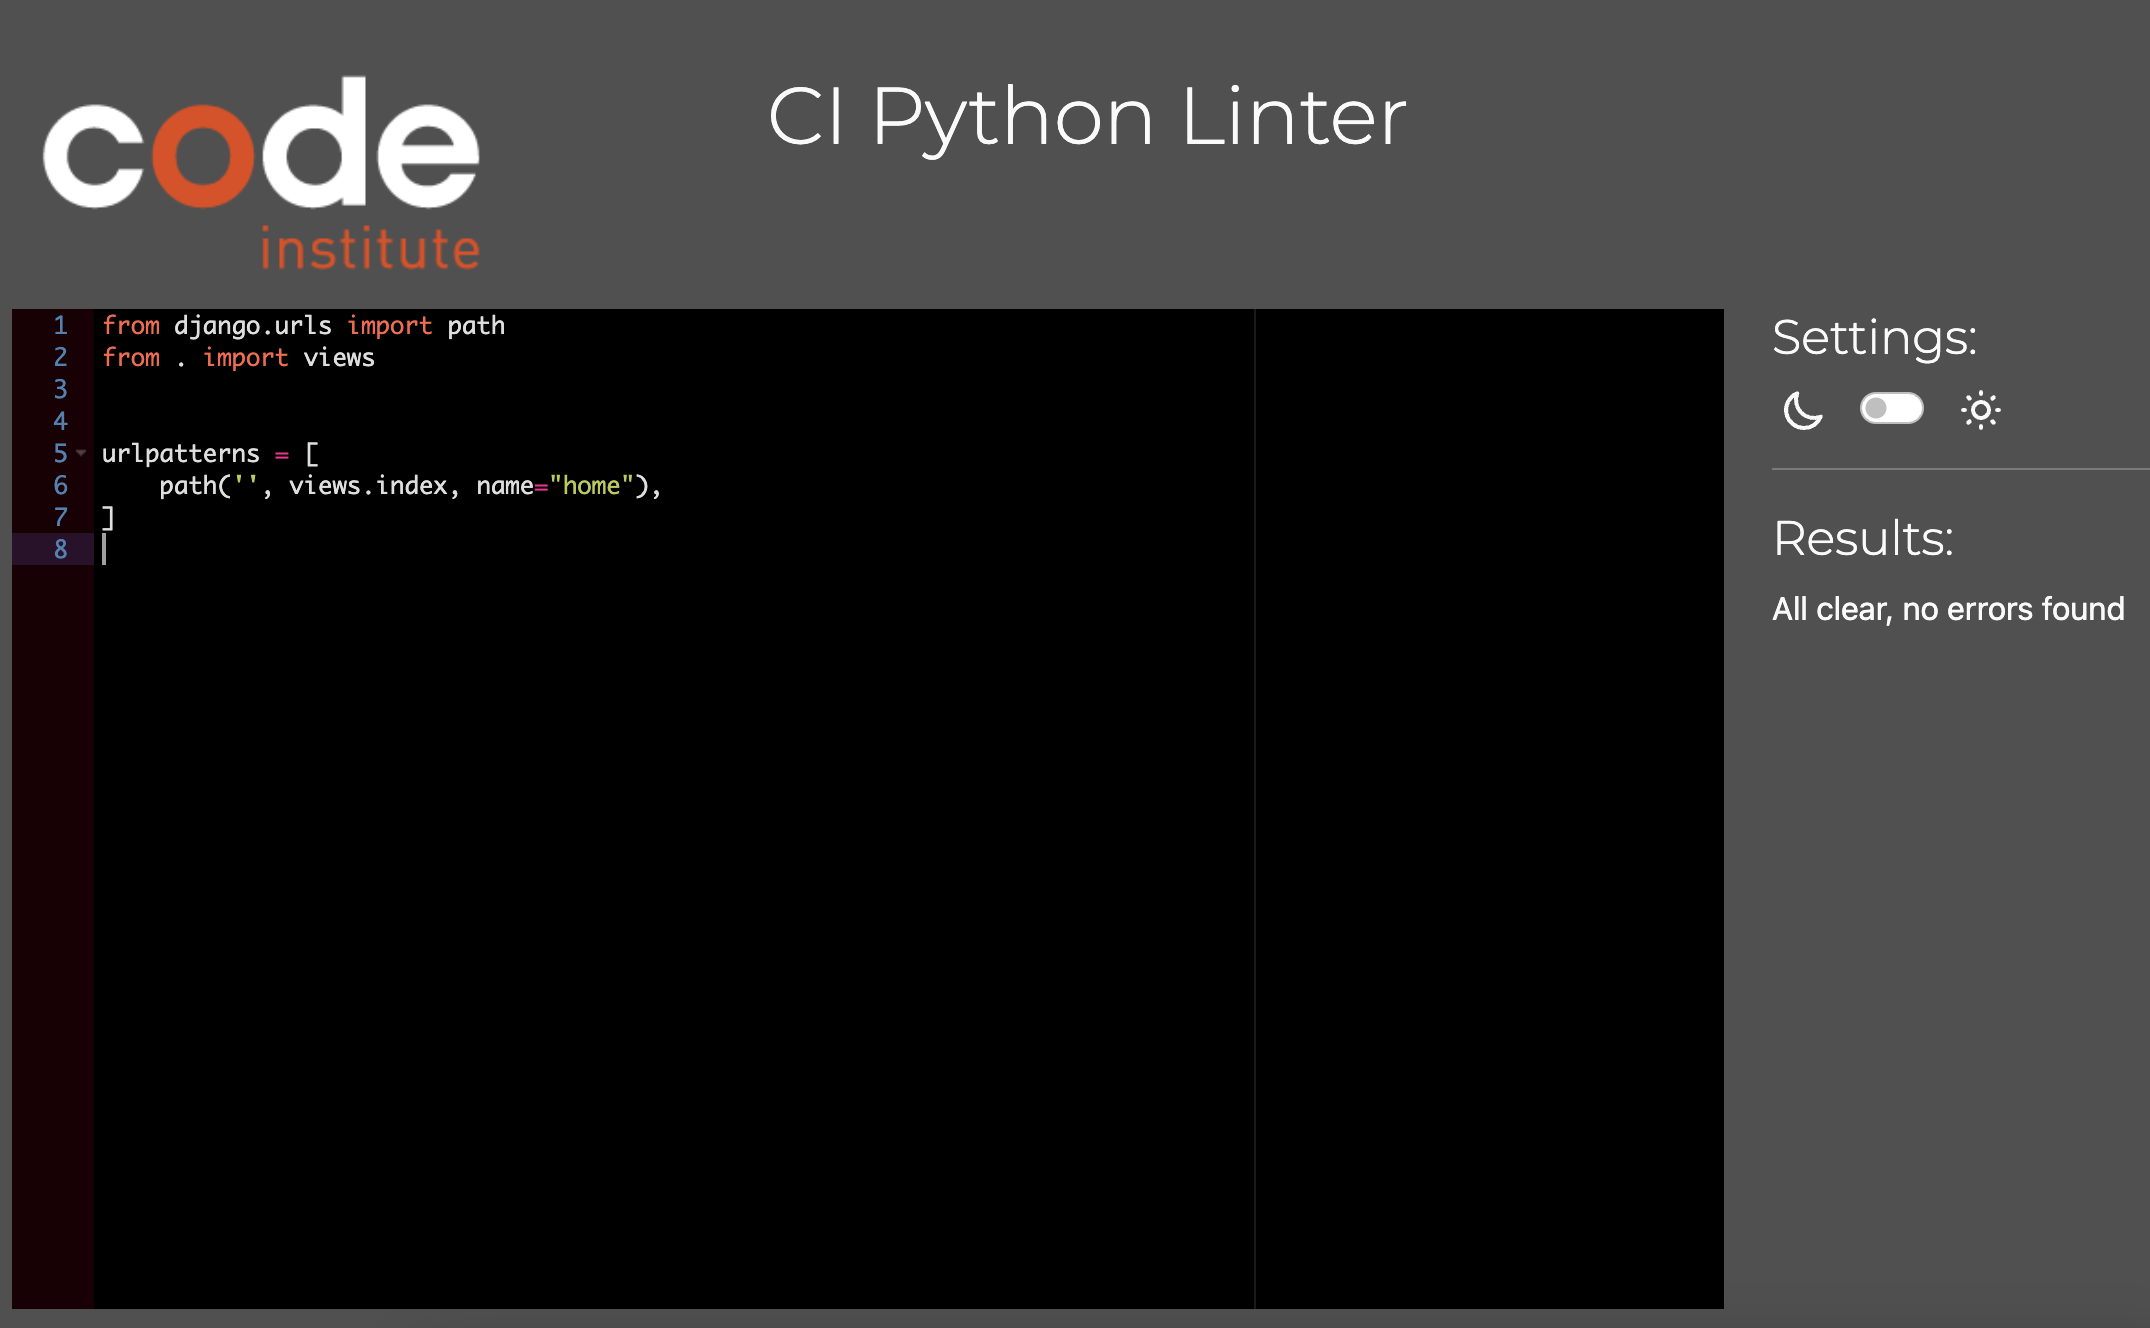 code
institute
CI Python Linter
1 from django.urls import path
2 from . import views
3
4
5 urlpatterns = [
6     path('', views.index, name="home"),
7 ]
8
Settings:
Results:
All clear, no errors found